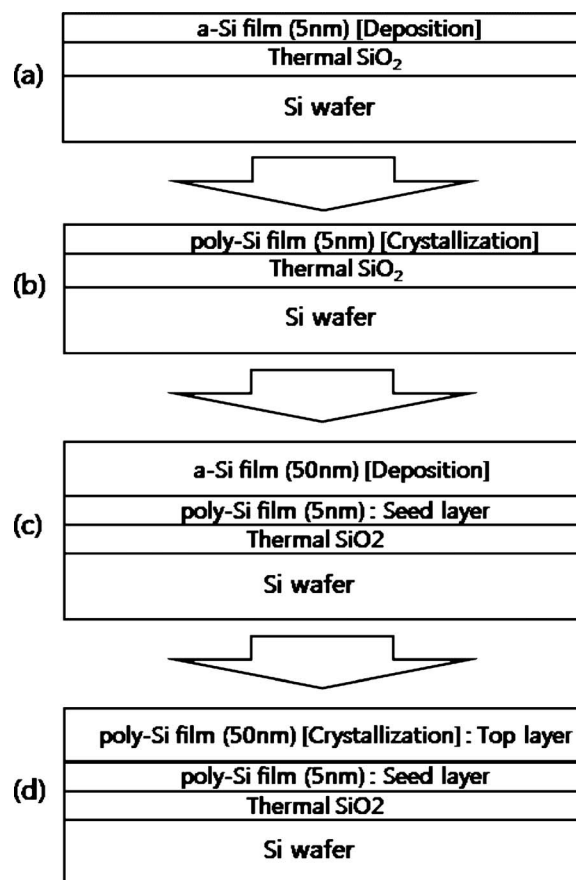 a-Si film (5nm) [Deposition]
Thermal SiO₂
(a)
Si wafer
poly-Si film (5nm) [Crystallization]
Thermal SiO₂
(b)
Si wafer
a-Si film (50nm) [Deposition]
poly-Si film (5nm) : Seed layer
(c)
Thermal SiO2
Si wafer
poly-Si film (50nm) [Crystallization] : Top layer
poly-Si film (5nm) : Seed layer
(d)
Thermal SiO2
Si wafer